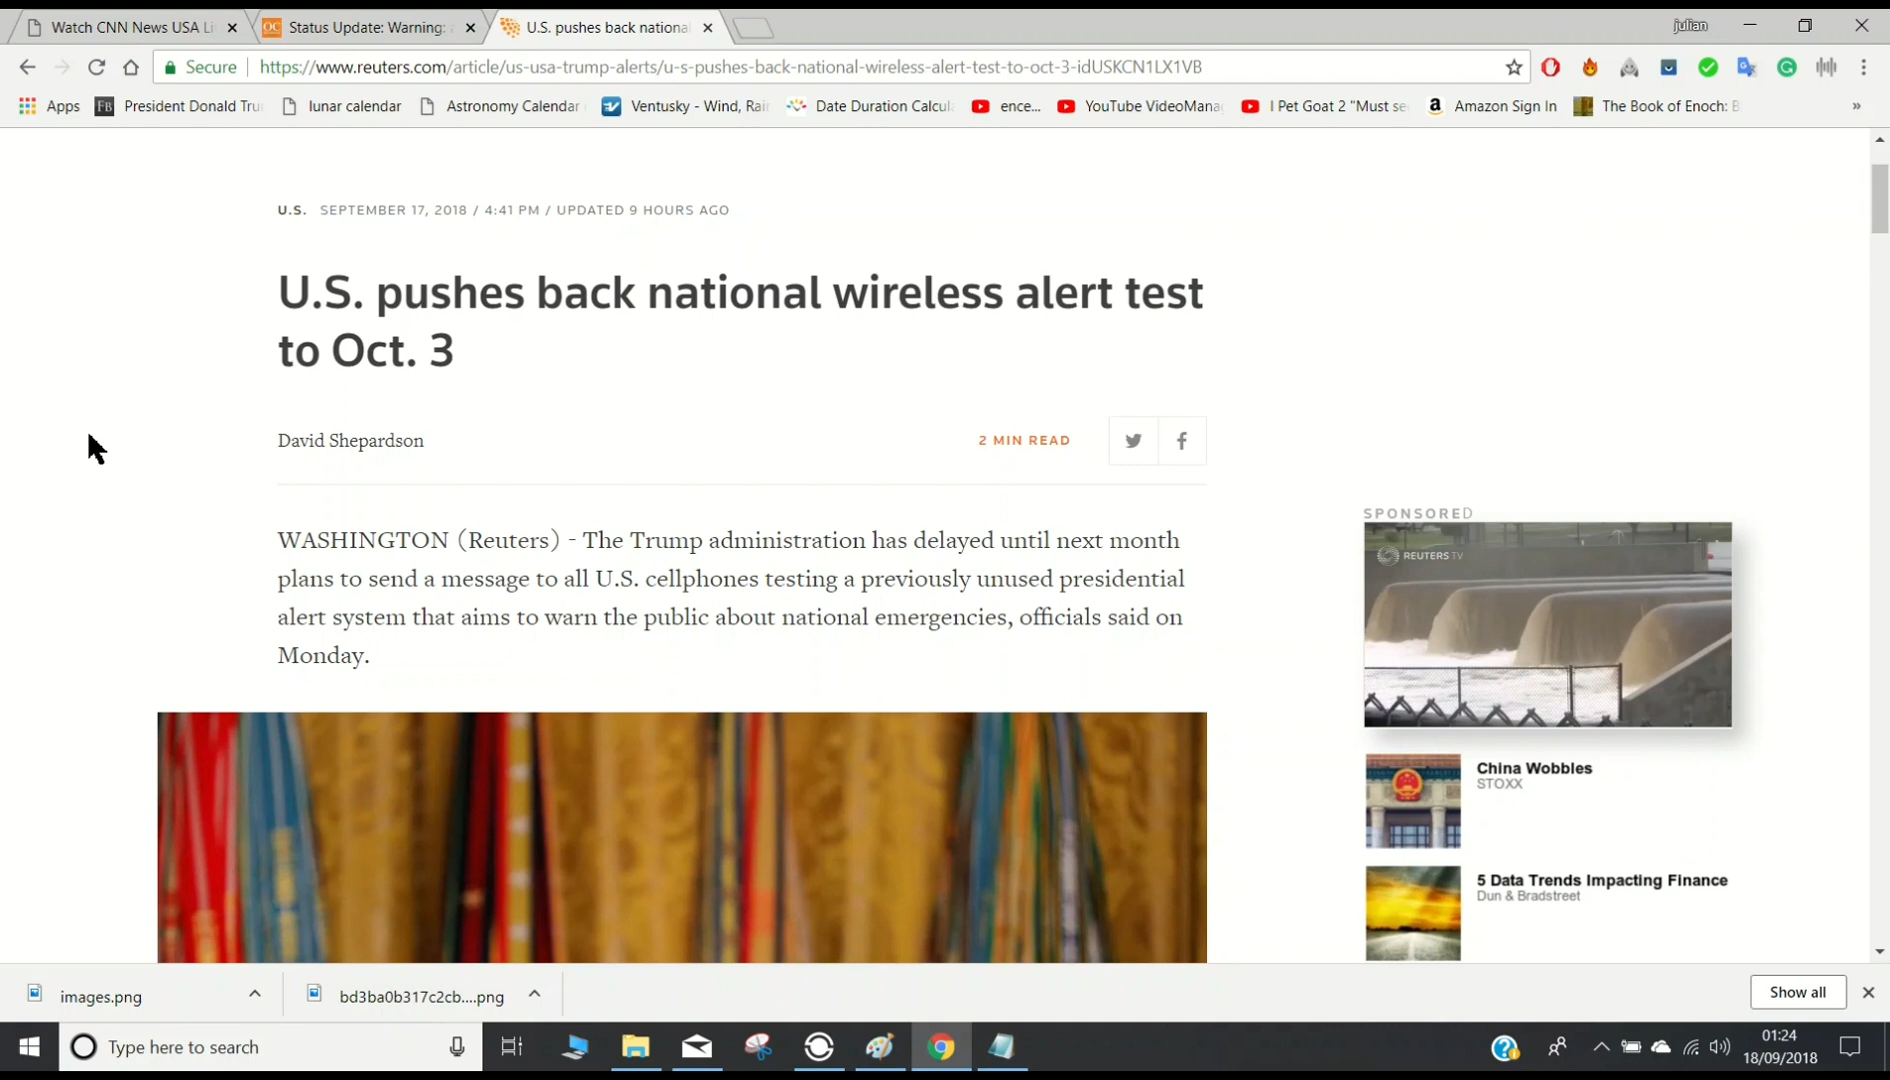 Watch CNN News USA Li
Status Update: Warning: a
U.S. pushes back national
julian
Secure
https://www.reuters.com/article/us-usa-trump-alerts/u-s-pushes-back-national-wireless-alert-test-to-oct-3-idUSKCN1LX1VB
Apps
President Donald Tru
lunar calendar
Astronomy Calendar
Ventusky - Wind, Rai
Date Duration Calcul
ence...
YouTube VideoMana
I Pet Goat 2 "Must se
Amazon Sign In
The Book of Enoch: B
»
U.S. SEPTEMBER 17, 2018 / 4:41 PM / UPDATED 9 HOURS AGO
U.S. pushes back national wireless alert test
to Oct. 3
David Shepardson
2 MIN READ
WASHINGTON (Reuters) - The Trump administration has delayed until next month
plans to send a message to all U.S. cellphones testing a previously unused presidential
alert system that aims to warn the public about national emergencies, officials said on
Monday.
SPONSORED
REUTERS TV
China Wobbles
STOXX
5 Data Trends Impacting Finance
Dun & Bradstreet
images.png
bd3ba0b317c2cb....png
Show all
Type here to search
01:24
18/09/2018